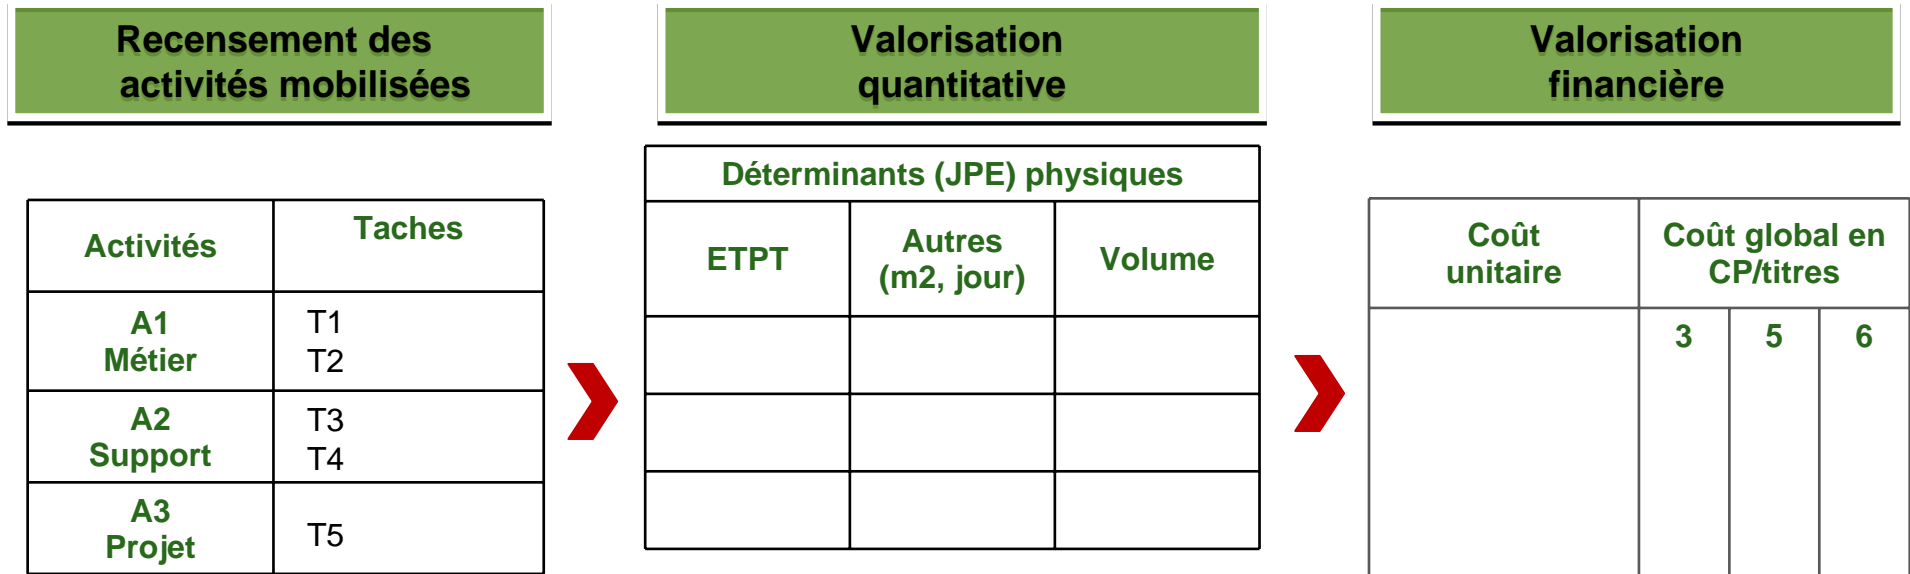 Recensement des
activités mobilisées
Valorisation
quantitative
Valorisation
financière
Activités
Taches
A1
Métier
T1
T2
A2
Support
T3
T4
A3
Projet
T5
Déterminants (JPE) physiques
ETPT
Autres
(m2, jour)
Volume
Coût
unitaire
Coût global en
CP/titres
3
5
6